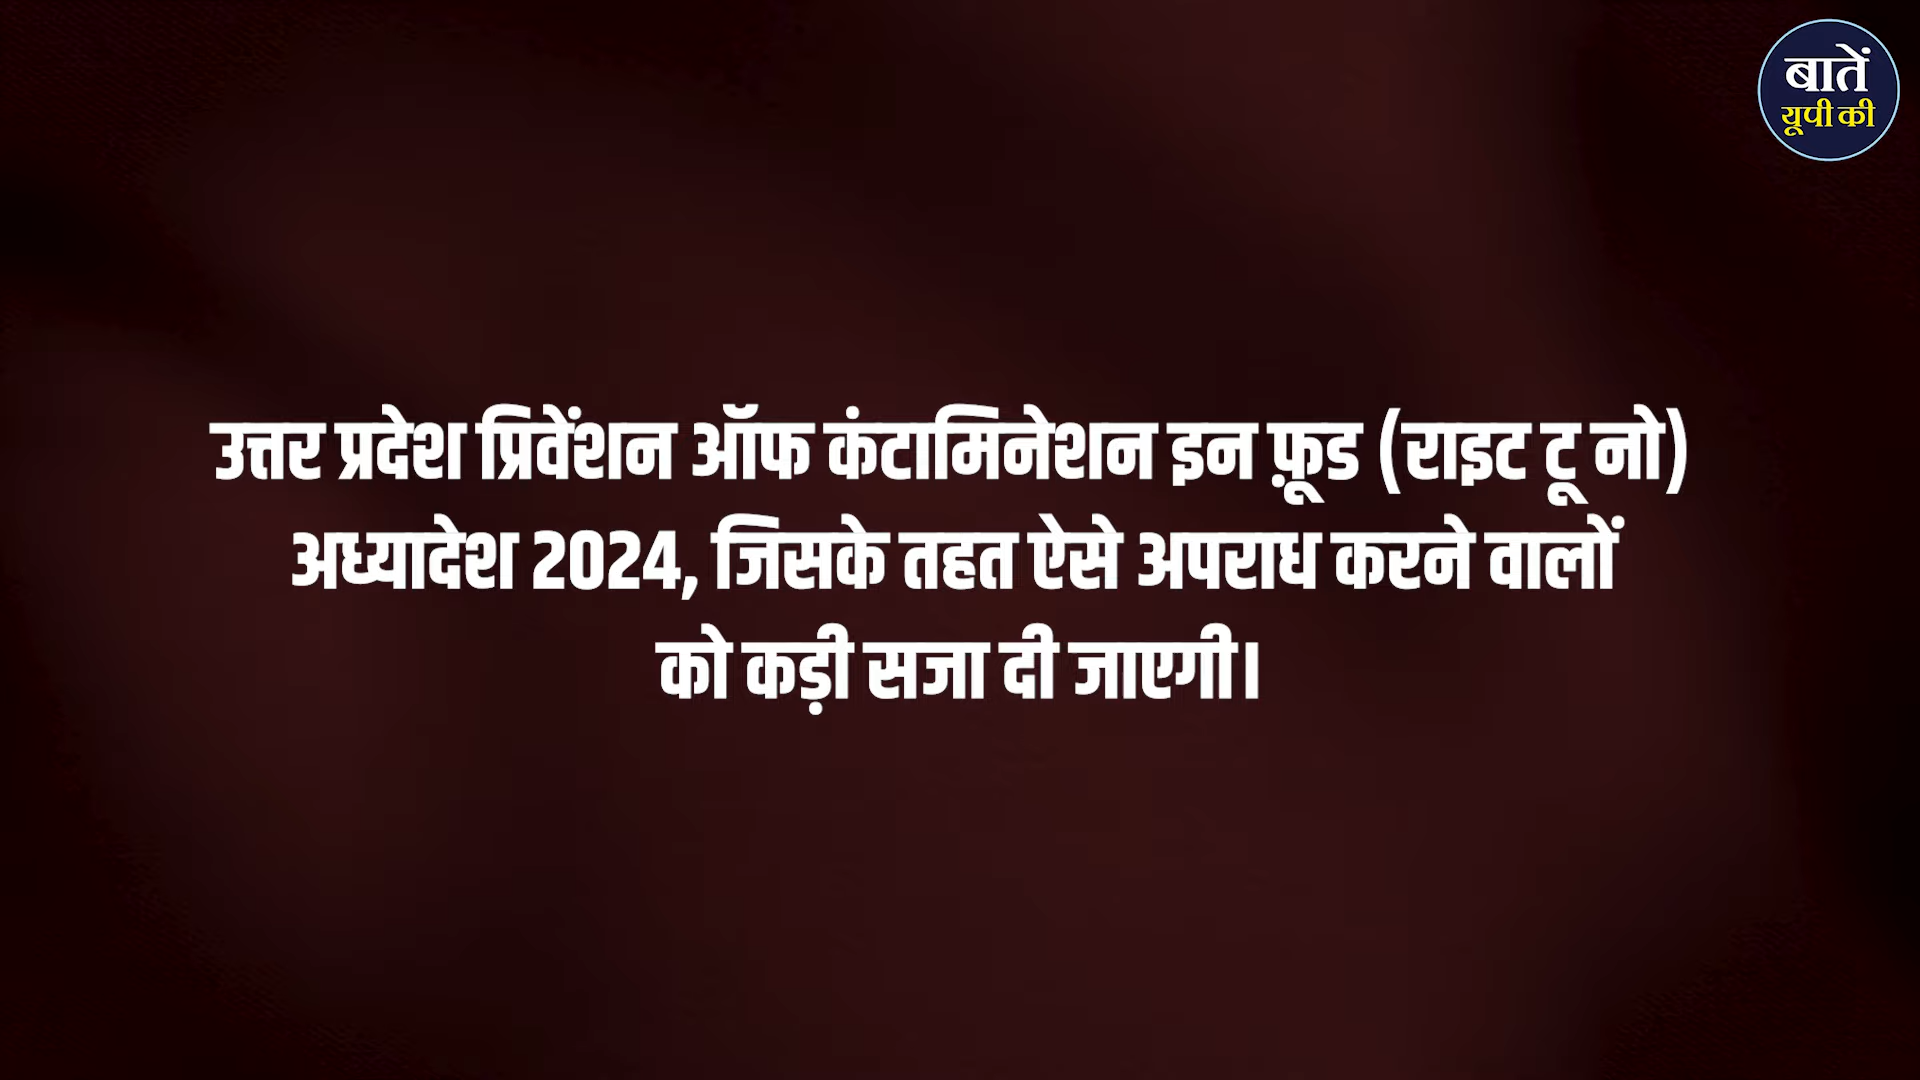 बातें
यूपी की
उत्तर प्रदेश प्रिवेंशन ऑफ कंटामिनेशन इन फ़ूड (राइट टू नो)
अध्यादेश 2024, जिसके तहत ऐसे अपराध करने वालों
को कड़ी सजा दी जाएगी।